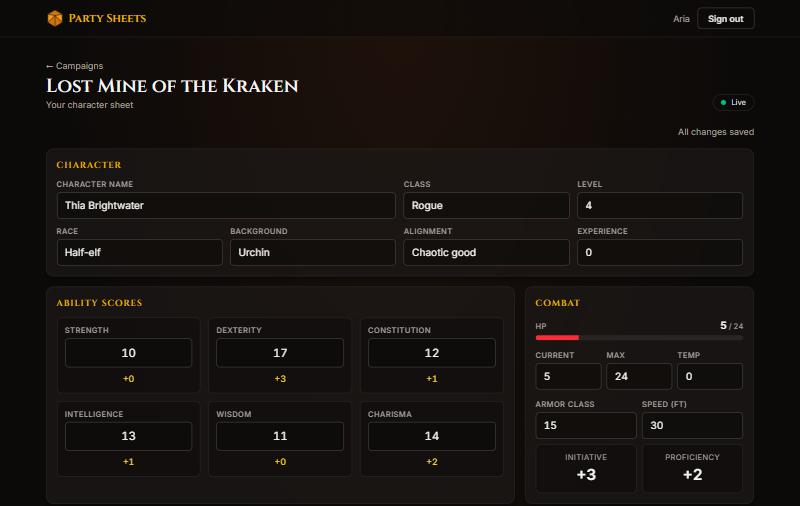 Party Sheets
Aria
Sign out
← Campaigns
Lost Mine of the Kraken
Your character sheet
Live
All changes saved
CHARACTER
CHARACTER NAME
CLASS
LEVEL
Thia Brightwater
Rogue
4
RACE
BACKGROUND
ALIGNMENT
EXPERIENCE
Half-elf
Urchin
Chaotic good
0
ABILITY SCORES
STRENGTH
DEXTERITY
CONSTITUTION
10
17
12
+0
+3
+1
INTELLIGENCE
WISDOM
CHARISMA
13
11
14
+1
+0
+2
COMBAT
HP
5 / 24
CURRENT
MAX
TEMP
5
24
0
ARMOR CLASS
SPEED (FT)
15
30
INITIATIVE
PROFICIENCY
+3
+2